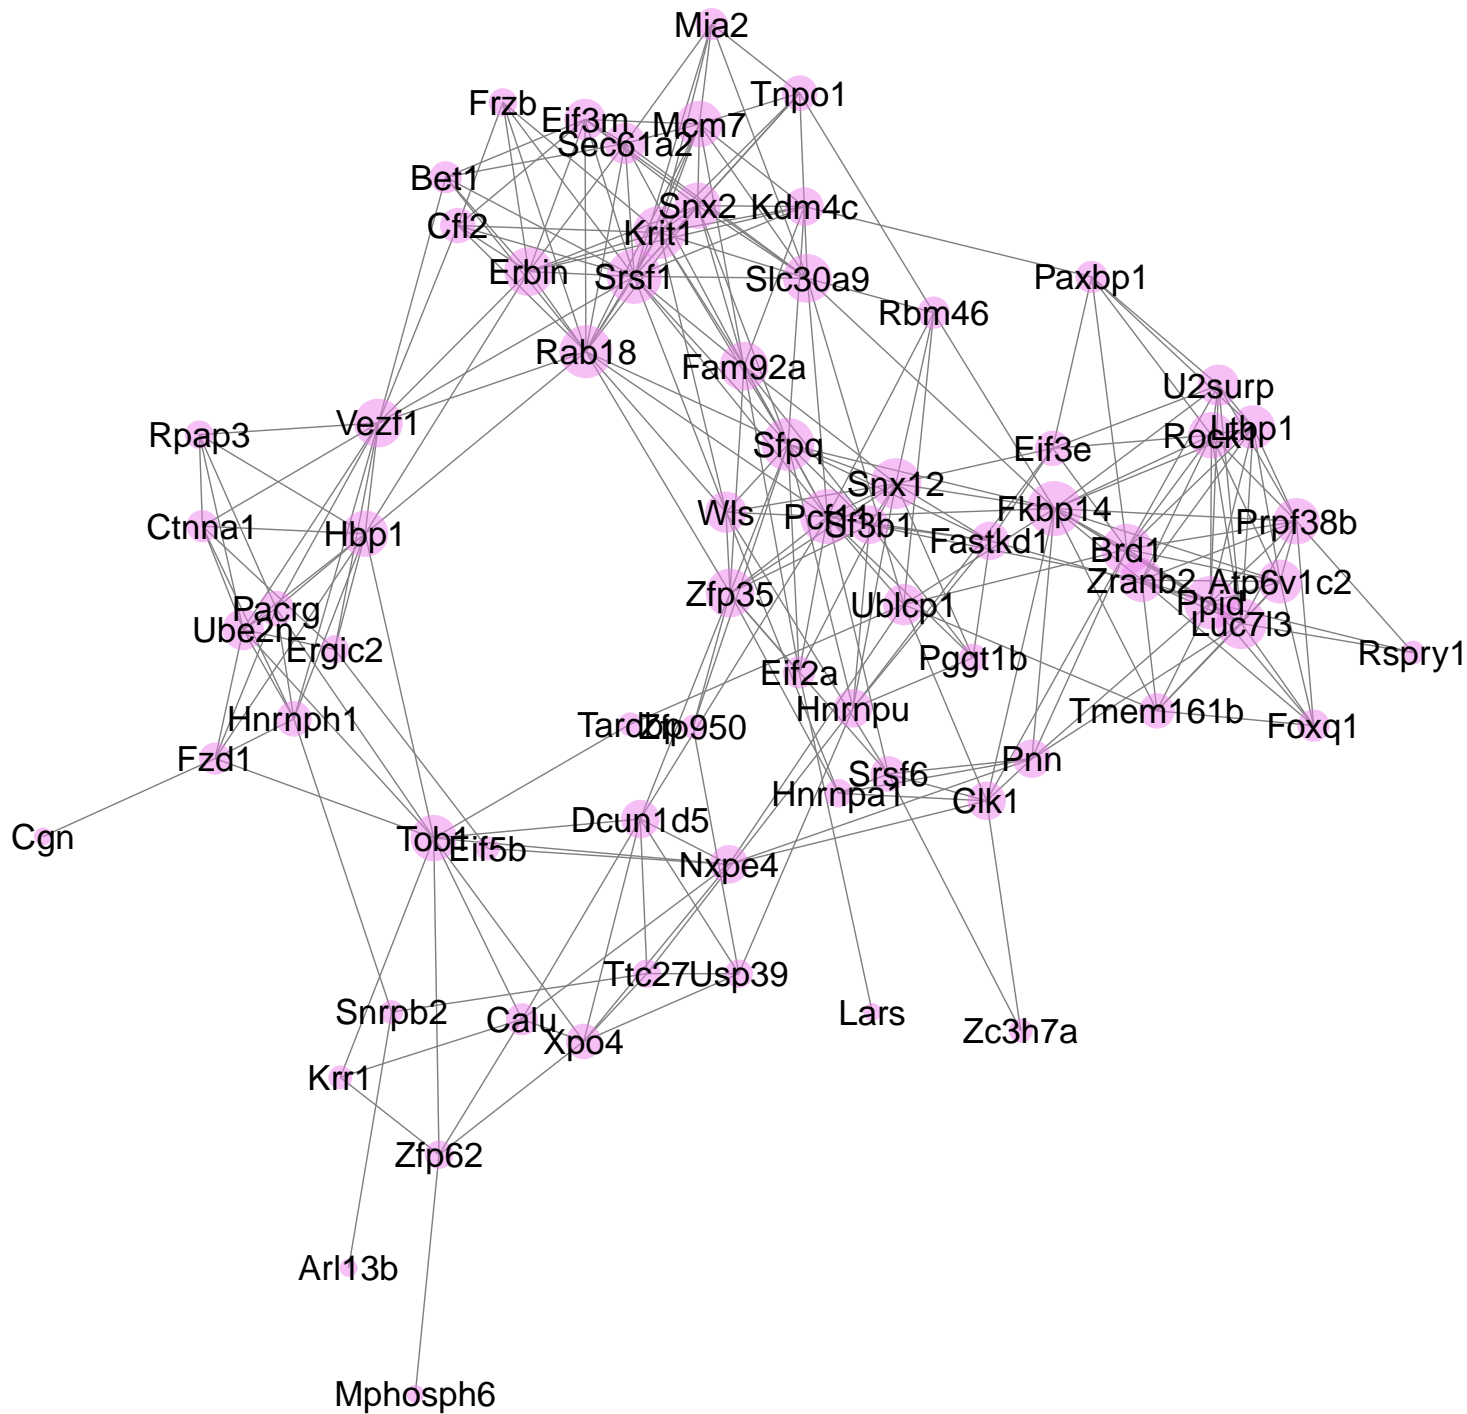 Mia2
Tnpo1
Frzb
Eif3m
Mcm7
Sec61a2
Bet1
Snx2
Kdm4c
Cfl2
Krit1
Erbin
Srsf1
Slc30a9
Paxbp1
Rbm46
Rab18
Fam92a
U2surp
Vezf1
Rpap3
Ltbp1
Rock1
Sfpq
Eif3e
Snx12
Fkbp14
Wls
Pcf11
Sf3b1
Prpf38b
Ctnna1
Hbp1
Fastkd1
Brd1
Zranb2
Atp6v1c2
Zfp35
Ublcp1
Ppid
Pacrg
Luc7l3
Ube2n
Ergic2
Pggt1b
Rspry1
Eif2a
Hnrnpu
Tmem161b
Hnrnph1
Tardbp
Zfp950
Foxq1
Fzd1
Pnn
Srsf6
Hnrnpa1
Clk1
Dcun1d5
Cgn
Tob1
Eif5b
Nxpe4
Ttc27
Usp39
Snrpb2
Lars
Calu
Zc3h7a
Xpo4
Krr1
Zfp62
Arl13b
Mphosph6